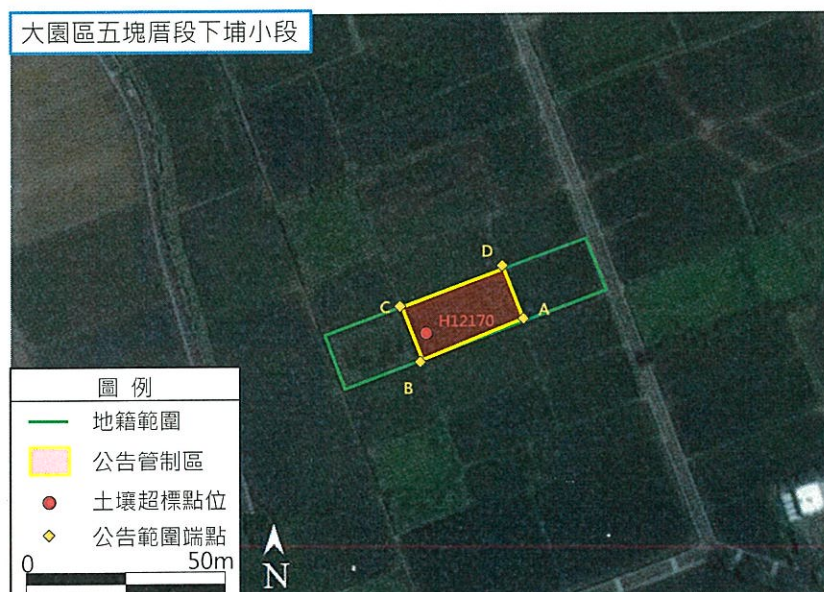 大園區五塊厝段下埔小段
D
C
H12170
A
B
圖例
地籍範圍
公告管制區
土壤超標點位
公告範圍端點
0 50m
N